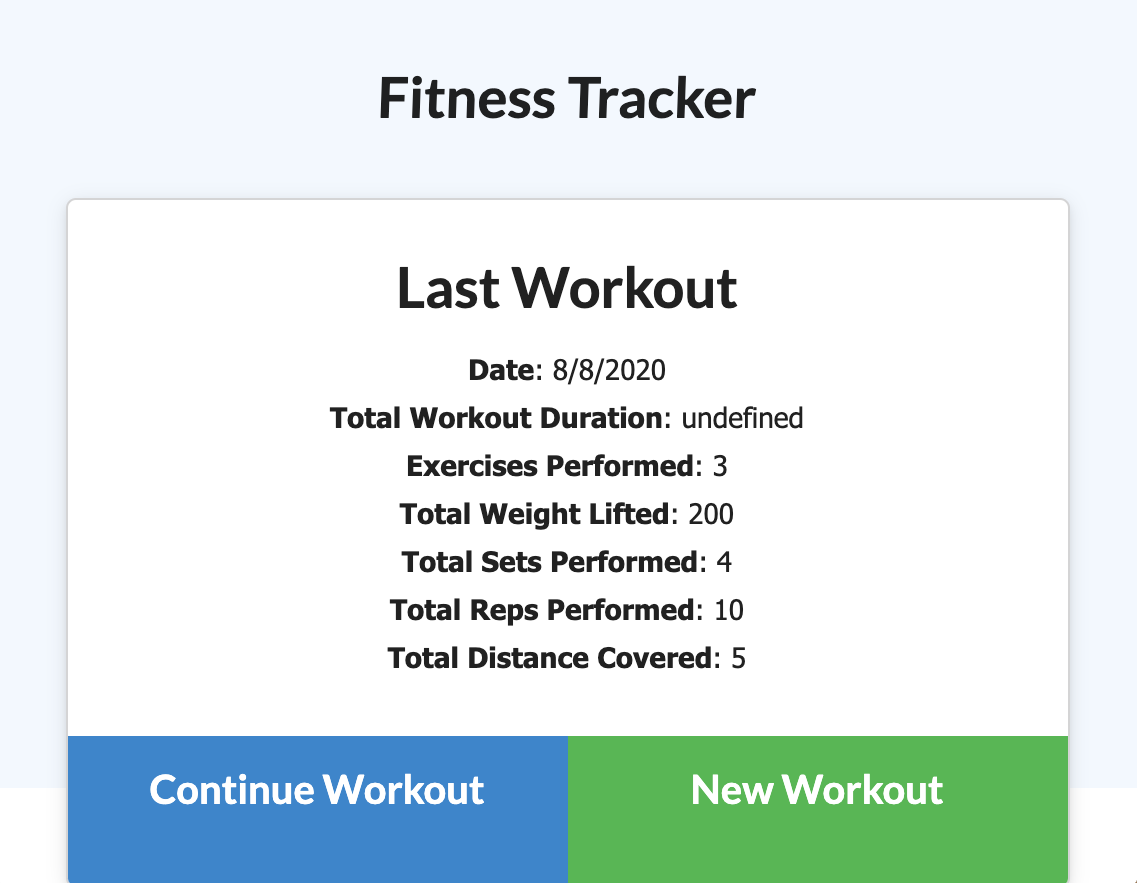 Fitness Tracker
Last Workout
Date: 8/8/2020
Total Workout Duration: undefined
Exercises Performed: 3
Total Weight Lifted: 200
Total Sets Performed: 4
Total Reps Performed: 10
Total Distance Covered: 5
Continue Workout
New Workout